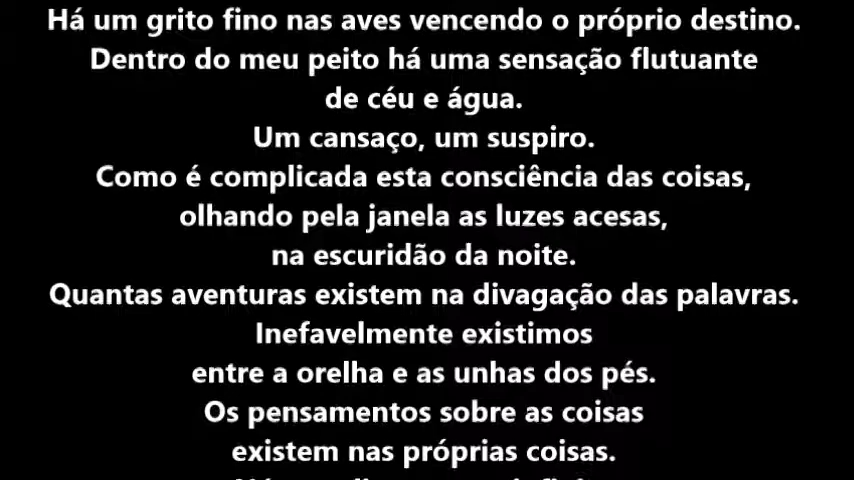 Há um grito fino nas aves vencendo o próprio destino.
Dentro do meu peito há uma sensação flutuante
de céu e água.
Um cansaço, um suspiro.
Como é complicada esta consciência das coisas,
olhando pela janela as luzes acesas,
na escuridão da noite.
Quantas aventuras existem na divagação das palavras.
Inefavelmente existimos
entre a orelha e as unhas dos pés.
Os pensamentos sobre as coisas
existem nas próprias coisas.